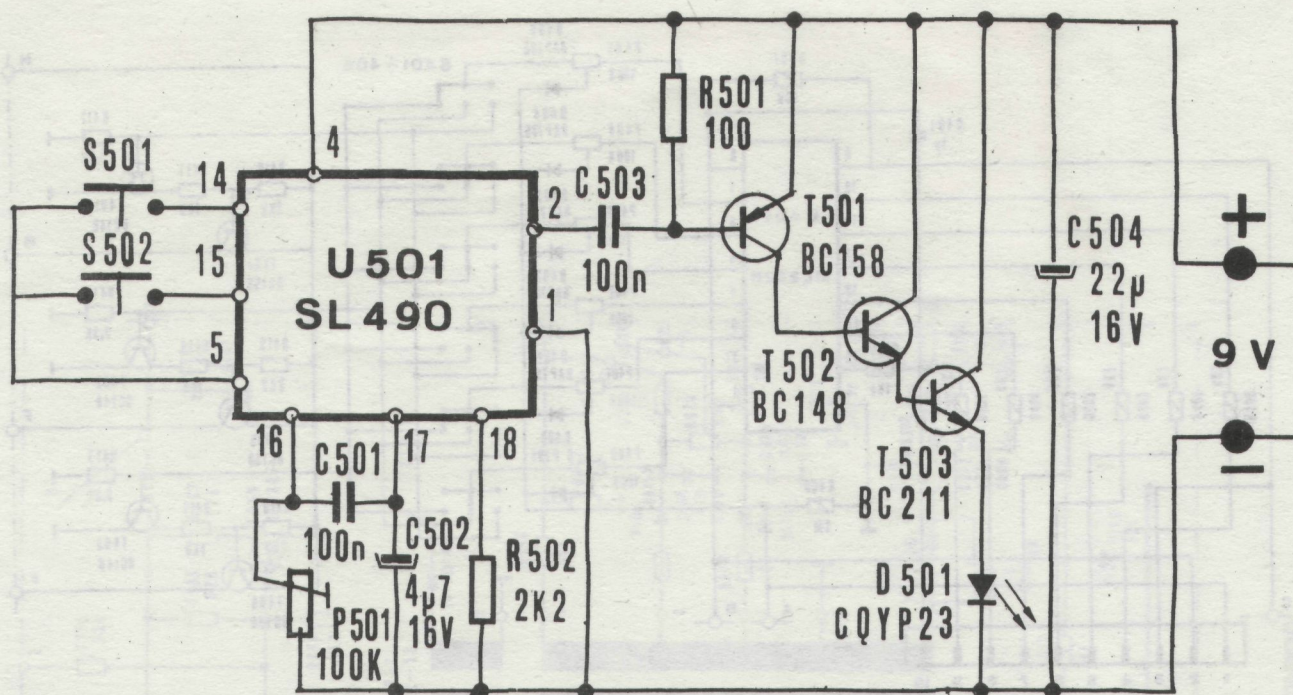 S501
14
4
S502
15
5
U501
SL490
2
1
C503
100n
R501
100
T501
BC158
T502
BC148
T503
BC211
C504
22µ
16V
+
9 V
−
16
C501
17
18
100n
C502
4µ7
16V
R502
2K2
P501
100K
D501
CQYP23